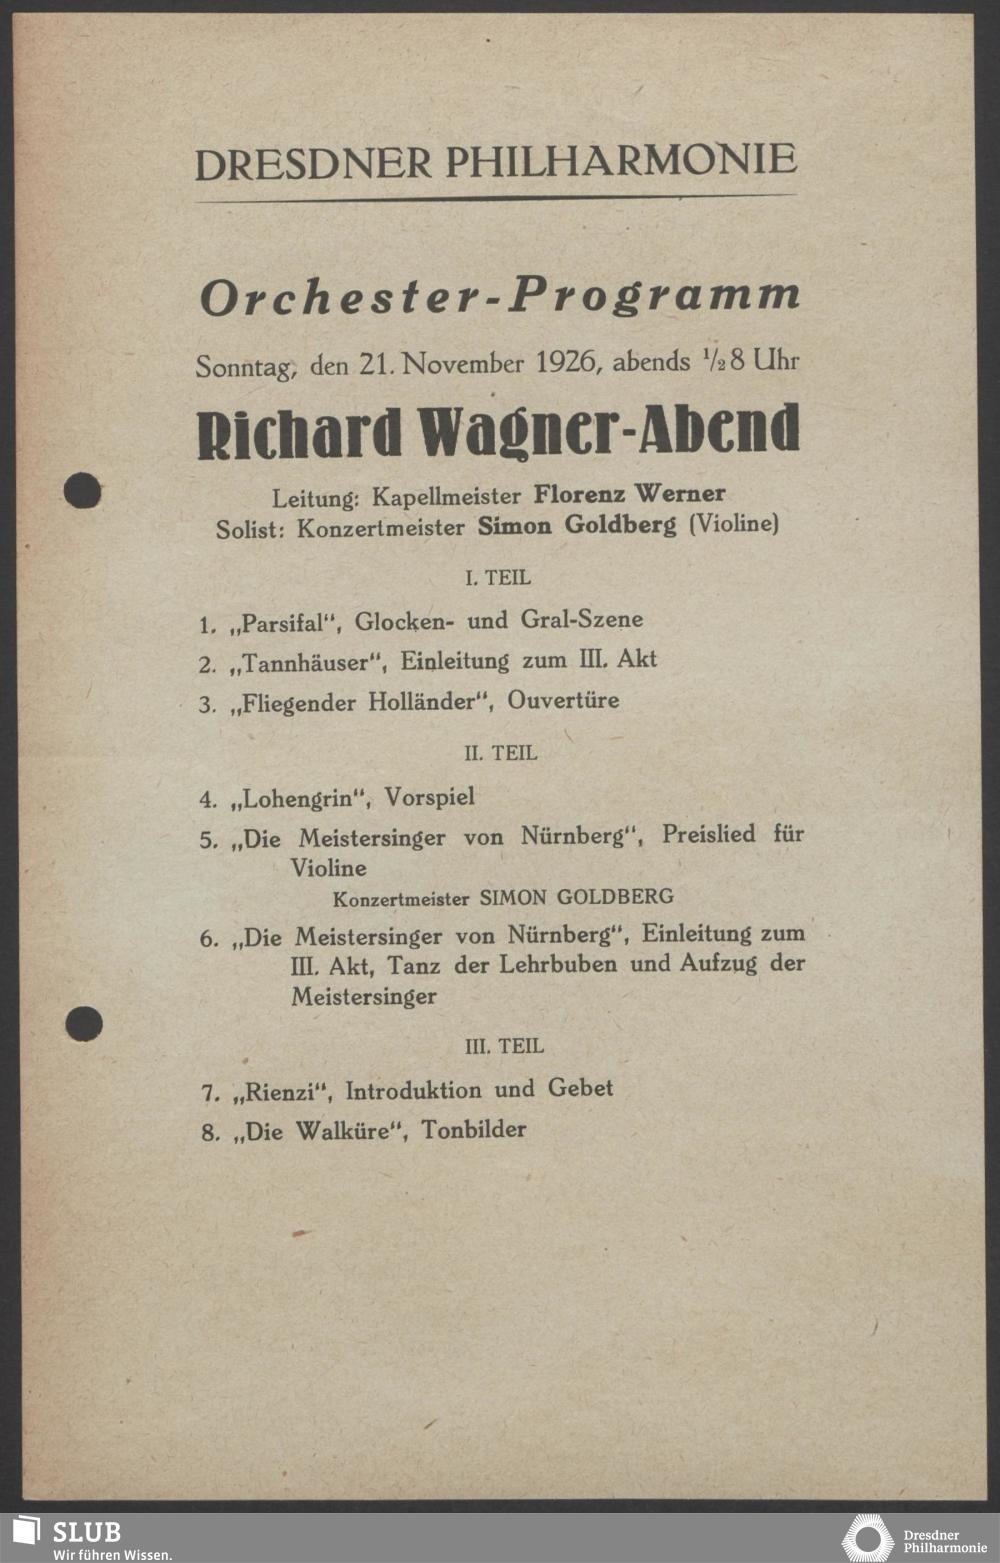 DRESDNER PHILHARMONIE
Orchester-Programm
Sonntag, den 21. November 1926, abends ½8 Uhr
Richard Wagner-Abend
Leitung: Kapellmeister Florenz Werner
Solist: Konzertmeister Simon Goldberg (Violine)
I. TEIL
1. „Parsifal“, Glocken- und Gral-Szene
2. „Tannhäuser“, Einleitung zum III. Akt
3. „Fliegender Holländer“, Ouvertüre
II. TEIL
4. „Lohengrin“, Vorspiel
5. „Die Meistersinger von Nürnberg“, Preislied für
Violine
Konzertmeister SIMON GOLDBERG
6. „Die Meistersinger von Nürnberg“, Einleitung zum
III. Akt, Tanz der Lehrbuben und Aufzug der
Meistersinger
III. TEIL
7. „Rienzi“, Introduktion und Gebet
8. „Die Walküre“, Tonbilder
SLUB
Wir führen Wissen.
Dresdner
Philharmonie